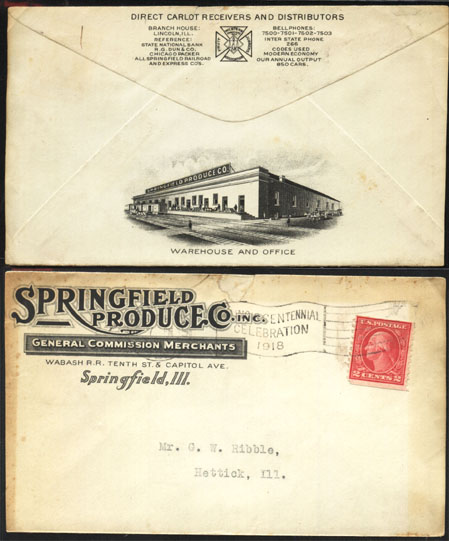 DIRECT CARLOT RECEIVERS AND DISTRIBUTORS
BRANCH HOUSE:
LINCOLN, ILL.
REFERENCE:
STATE NATIONAL BANK
R.G. DUN & CO.
CHICAGO PACKER
ALL SPRINGFIELD RAILROAD
AND EXPRESS CO'S.
BELL PHONES:
7500-7501-7502-7503
INTER STATE PHONE
266
CODES USED
MODERN ECONOMY
OUR ANNUAL OUTPUT
850 CARS.
SPRINGFIELD PRODUCE CO.
WAREHOUSE AND OFFICE
SPRINGFIELD
PRODUCE CO. INC.
GENERAL COMMISSION MERCHANTS
WABASH R.R. TENTH ST. & CAPITOL AVE.
Springfield, Ill.
CENTENNIAL
CELEBRATION
1918
U.S. POSTAGE
2 CENTS 2
Mr. G. W. Ribble,
Hettick, Ill.